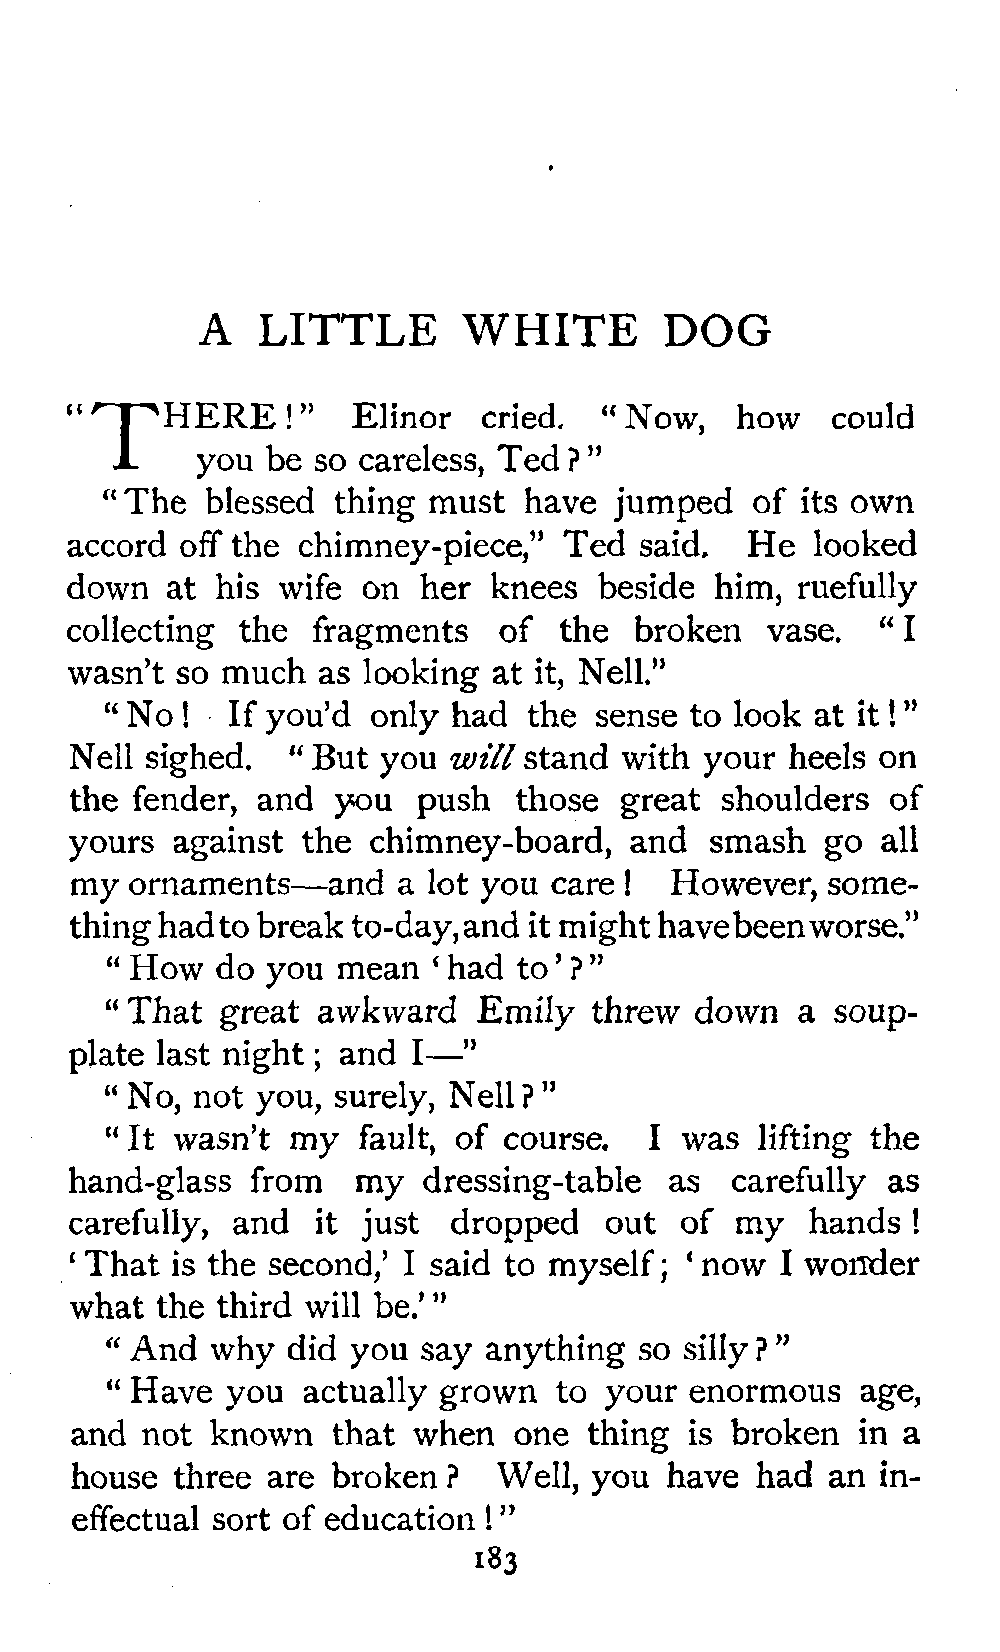 A LITTLE WHITE DOG
"THERE!" Elinor cried. "Now, how could
you be so careless, Ted?"
"The blessed thing must have jumped of its own
accord off the chimney-piece," Ted said. He looked
down at his wife on her knees beside him, ruefully
collecting the fragments of the broken vase. "I
wasn't so much as looking at it, Nell."
"No! If you'd only had the sense to look at it!"
Nell sighed. "But you will stand with your heels on
the fender, and you push those great shoulders of
yours against the chimney-board, and smash go all
my ornaments—and a lot you care! However, some-
thing had to break to-day, and it might have been worse."
"How do you mean 'had to'?"
"That great awkward Emily threw down a soup-
plate last night; and I—"
"No, not you, surely, Nell?"
"It wasn't my fault, of course. I was lifting the
hand-glass from my dressing-table as carefully as
carefully, and it just dropped out of my hands!
'That is the second,' I said to myself; 'now I wonder
what the third will be.'"
"And why did you say anything so silly?"
"Have you actually grown to your enormous age,
and not known that when one thing is broken in a
house three are broken? Well, you have had an in-
effectual sort of education!"
183